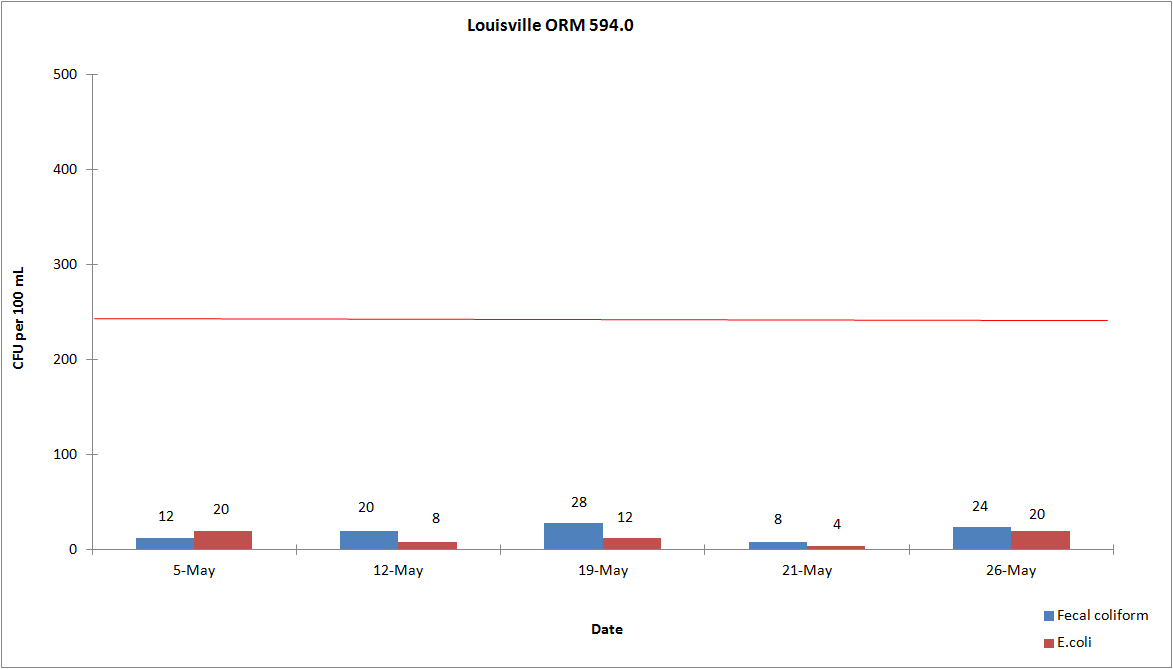 Louisville ORM 594.0
500
400
300
200
100
0
CFU per 100 mL
12 20 20 8 28 12 8 4 24 20
5-May 12-May 19-May 21-May 26-May
Date
Fecal coliform
E.coli